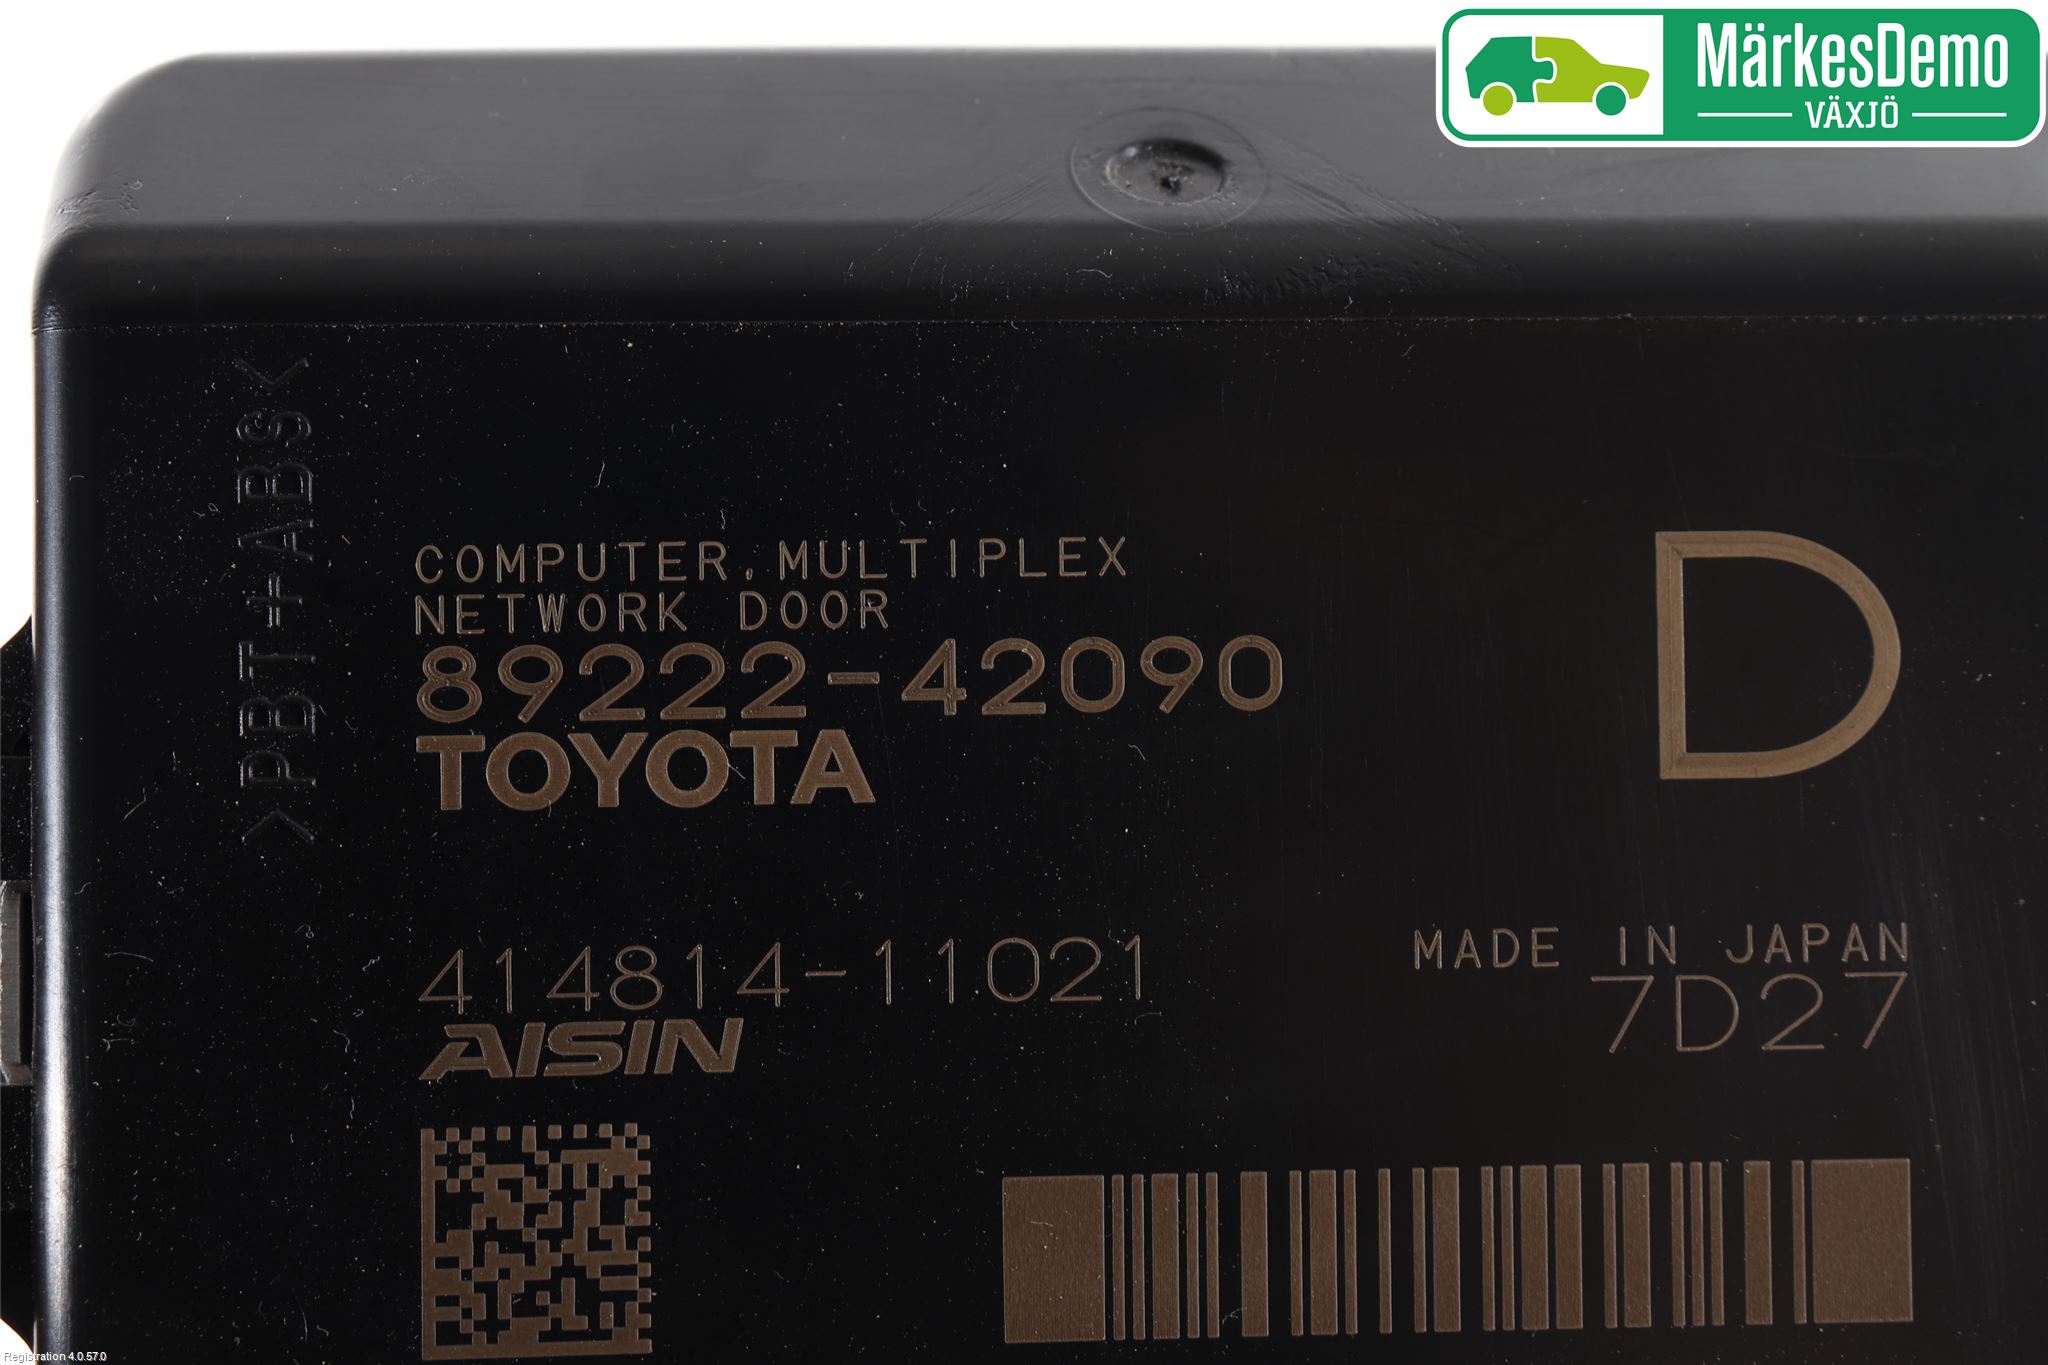 MärkesDemo
VÄXJÖ
>PBT+ABS<
COMPUTER, MULTIPLEX
NETWORK DOOR
89222-42090
TOYOTA
D
414814-11021
AISIN
MADE IN JAPAN
7D27
Registration 4.0.57.0